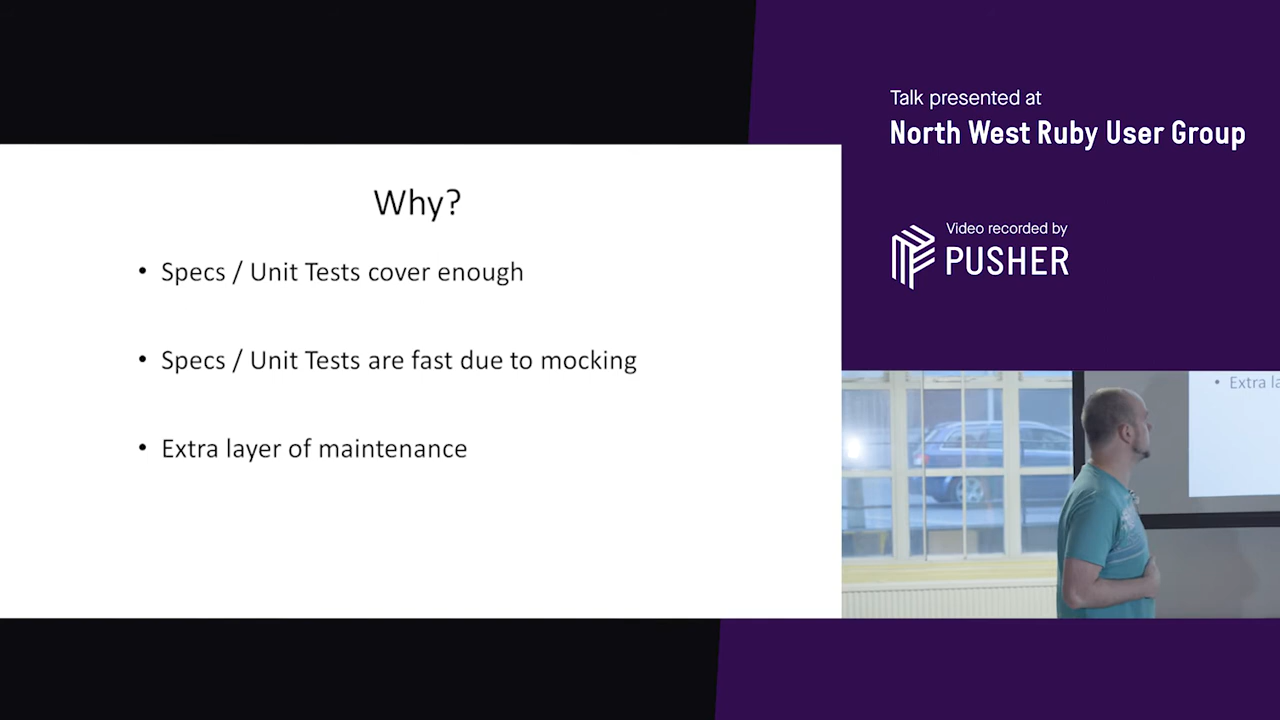 Talk presented at
North West Ruby User Group
Video recorded by
PUSHER
Why?
• Specs / Unit Tests cover enough
• Specs / Unit Tests are fast due to mocking
• Extra layer of maintenance
• Extra la